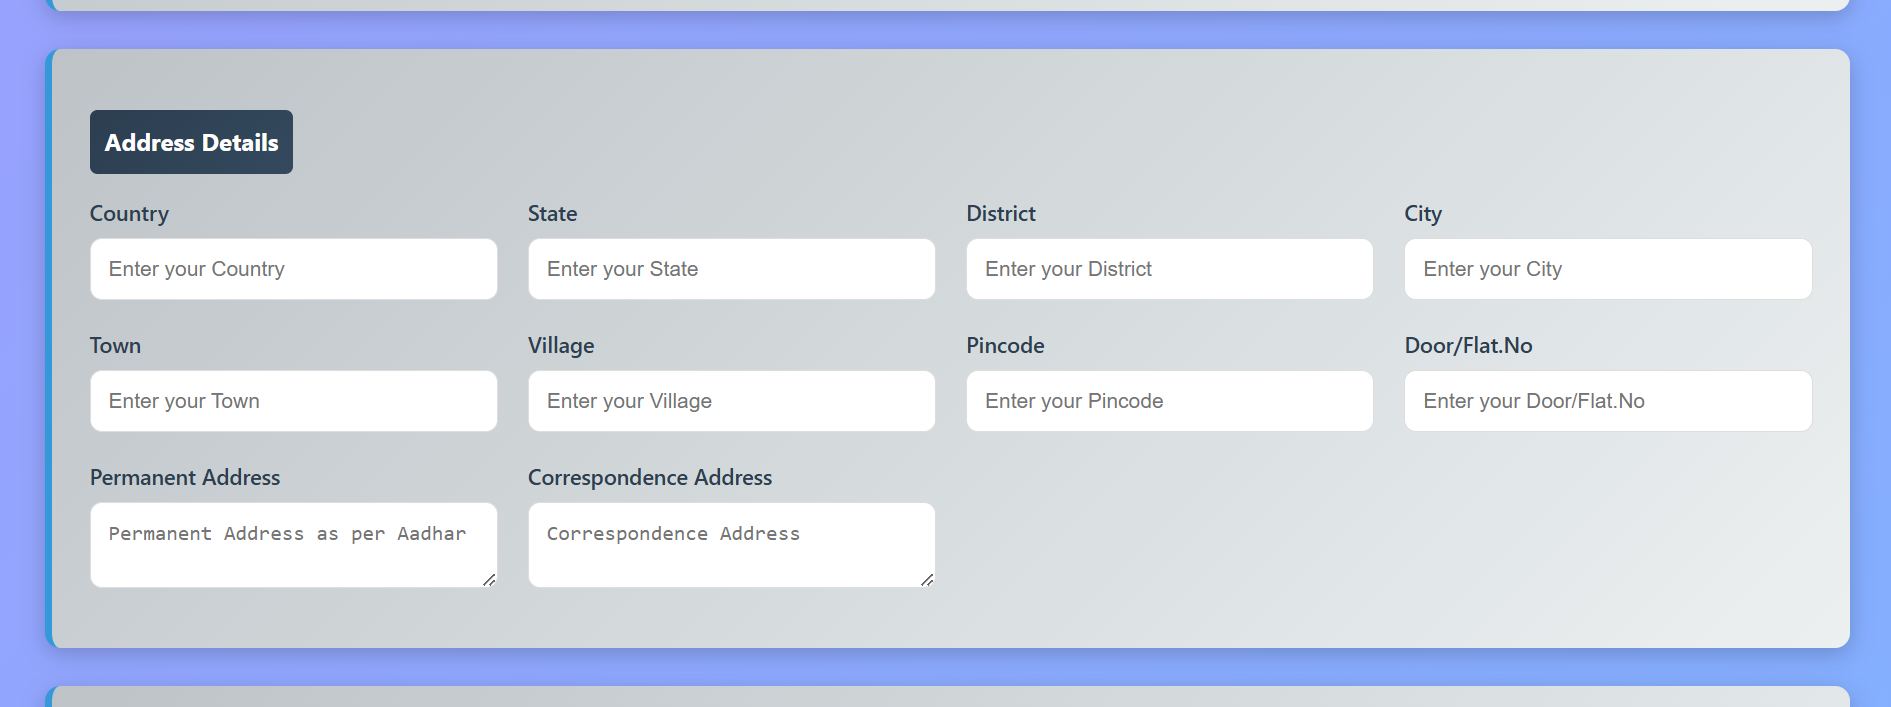 Address Details
Country
State
District
City
Enter your Country
Enter your State
Enter your District
Enter your City
Town
Village
Pincode
Door/Flat.No
Enter your Town
Enter your Village
Enter your Pincode
Enter your Door/Flat.No
Permanent Address
Correspondence Address
Permanent Address as per Aadhar
Correspondence Address